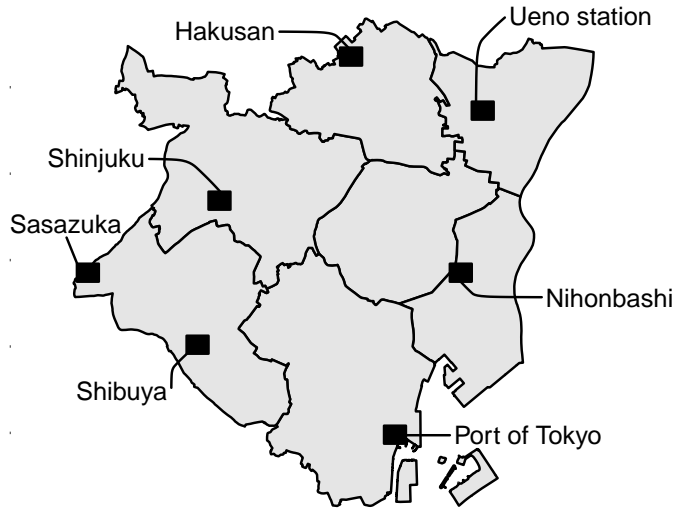 Ueno station
Hakusan
Shinjuku
Sasazuka
Nihonbashi
Shibuya
Port of Tokyo